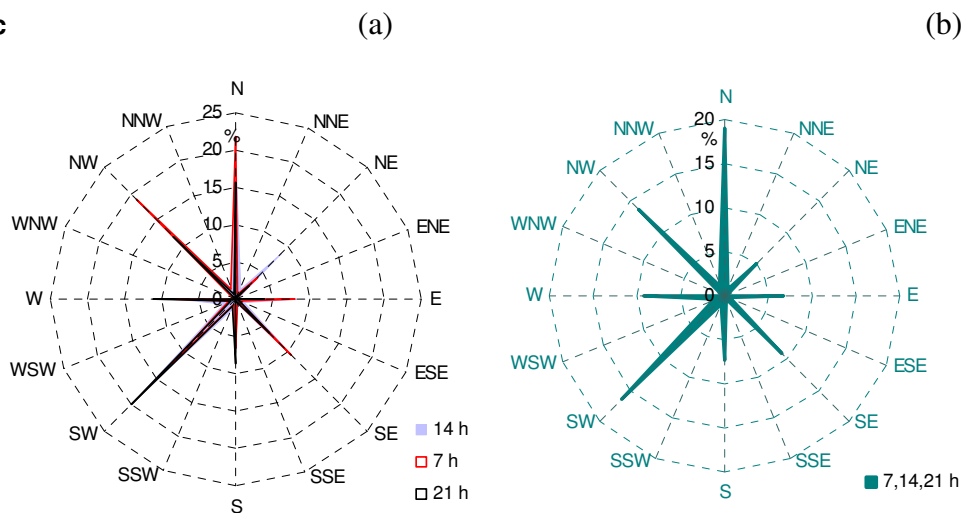 c
(a)
(b)
N
NNE
NE
ENE
E
ESE
SE
SSE
S
SSW
SW
WSW
W
WNW
NW
NNW
25
%
20
15
10
5
0
14 h
7 h
21 h
N
NNE
NE
ENE
E
ESE
SE
SSE
S
SSW
SW
WSW
W
WNW
NW
NNW
20
%
15
10
5
0
7,14,21 h